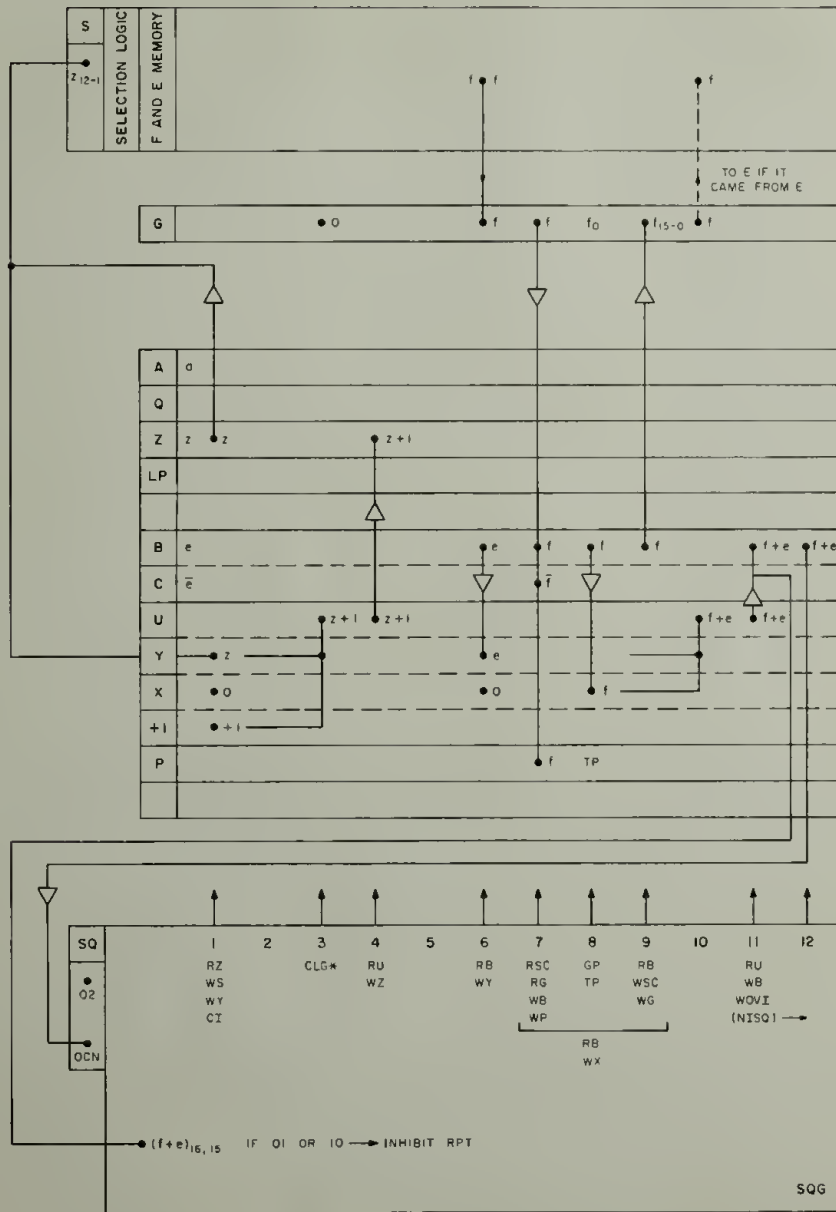 S
Z12-1
SELECTION LOGIC
F AND E MEMORY
f f
f
TO E IF IT
CAME FROM E
G 0 f f f0 f15-0 f
A a
Q
Z z z z+1
LP
B e e f f f f+e f+e
C e̅ f̅
U z+1 z+1 f+e f+e
Y z e
X 0 0 f
+1 +1
P f TP
SQ 1 2 3 4 5 6 7 8 9 10 11 12
RZ CLG* RU RB RSC GP RB RU
02 WS WZ WY RG TP WSC WB
WY WB WG WOVI
CI WP (NISQ)
OCN RB
WX
(f+e)16,15 IF 01 OR 10 → INHIBIT RPT
SQG